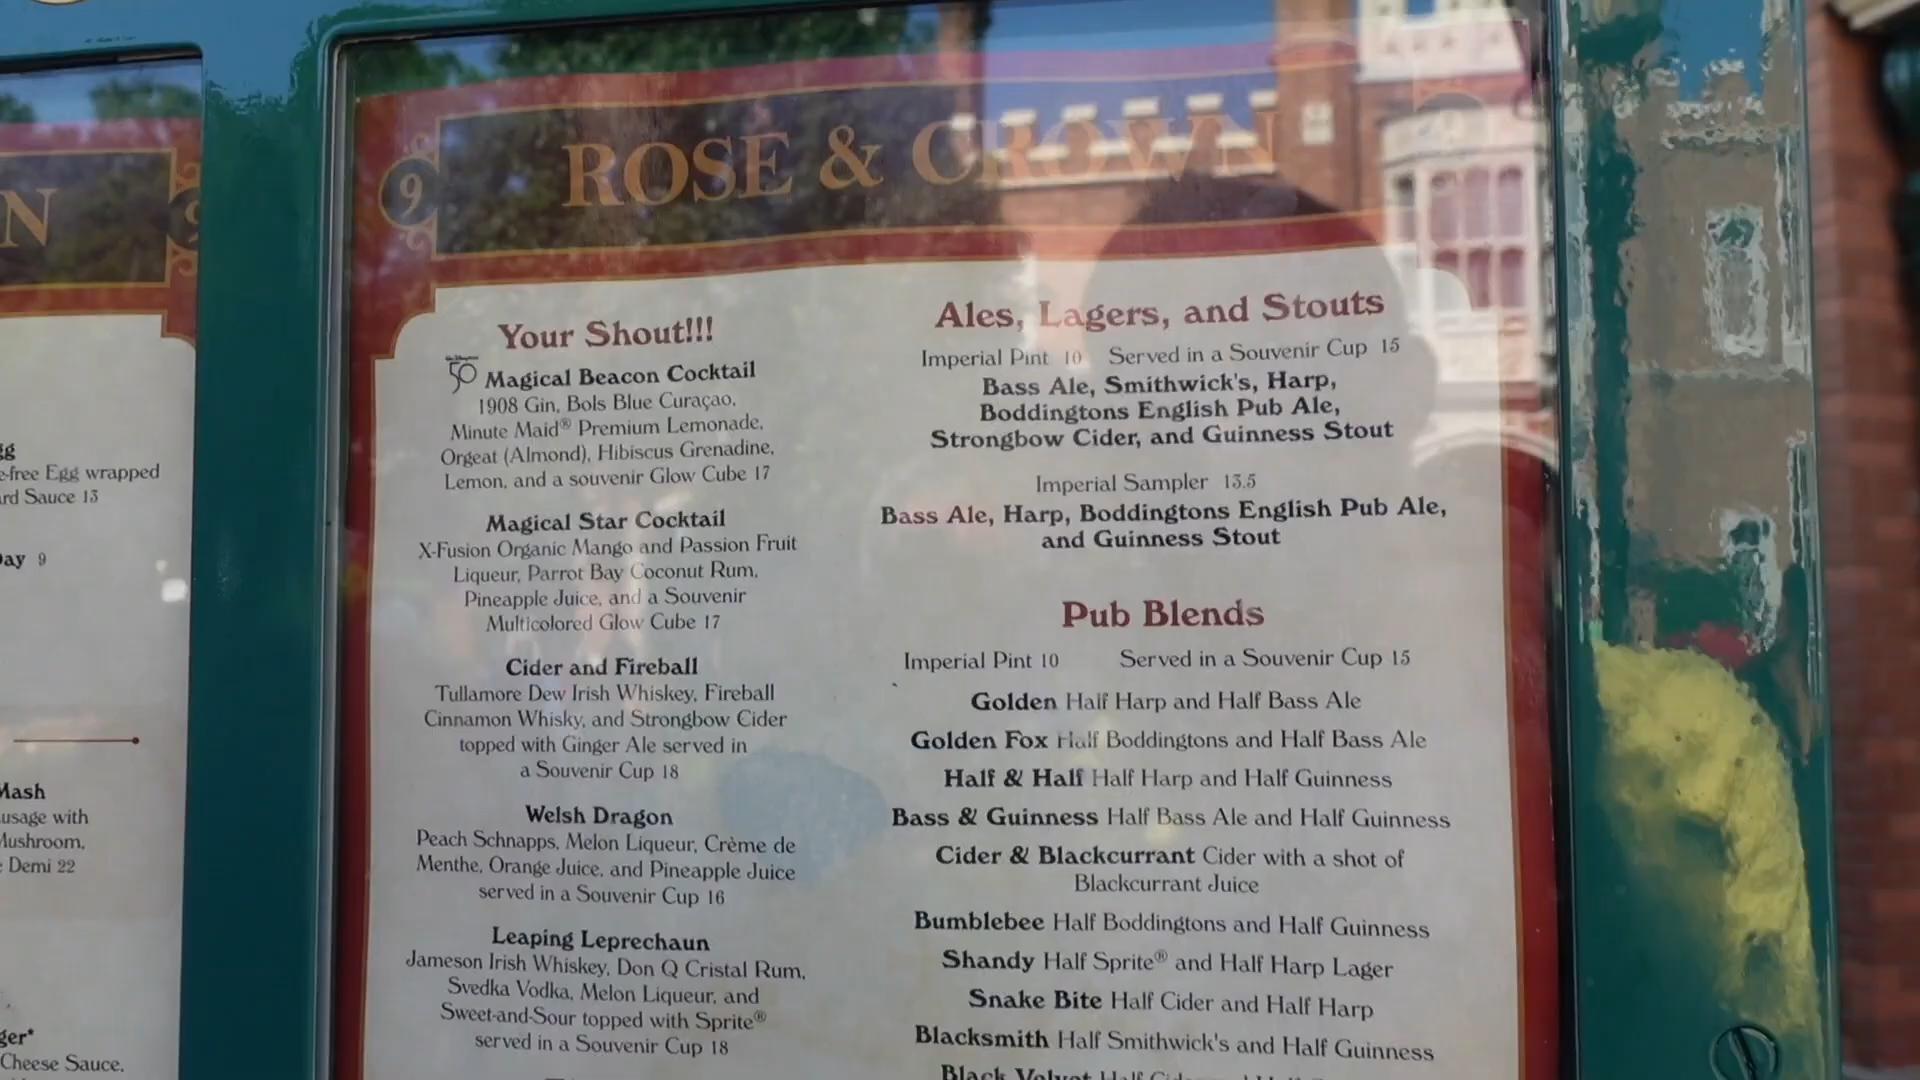 N
gg
e-free Egg wrapped
ard Sauce 13
Day 9
Mash
usage with
Mushroom,
Demi 22
ger*
Cheese Sauce,
9
ROSE & CROWN
Your Shout!!!
50 Magical Beacon Cocktail
1908 Gin, Bols Blue Curaçao,
Minute Maid® Premium Lemonade,
Orgeat (Almond), Hibiscus Grenadine,
Lemon, and a souvenir Glow Cube 17
Magical Star Cocktail
X-Fusion Organic Mango and Passion Fruit
Liqueur, Parrot Bay Coconut Rum,
Pineapple Juice, and a Souvenir
Multicolored Glow Cube 17
Cider and Fireball
Tullamore Dew Irish Whiskey, Fireball
Cinnamon Whisky, and Strongbow Cider
topped with Ginger Ale served in
a Souvenir Cup 18
Welsh Dragon
Peach Schnapps, Melon Liqueur, Crème de
Menthe, Orange Juice, and Pineapple Juice
served in a Souvenir Cup 16
Leaping Leprechaun
Jameson Irish Whiskey, Don Q Cristal Rum,
Svedka Vodka, Melon Liqueur, and
Sweet-and-Sour topped with Sprite®
served in a Souvenir Cup 18
Ales, Lagers, and Stouts
Imperial Pint 10 Served in a Souvenir Cup 15
Bass Ale, Smithwick's, Harp,
Boddingtons English Pub Ale,
Strongbow Cider, and Guinness Stout
Imperial Sampler 13.5
Bass Ale, Harp, Boddingtons English Pub Ale,
and Guinness Stout
Pub Blends
Imperial Pint 10 Served in a Souvenir Cup 15
Golden Half Harp and Half Bass Ale
Golden Fox Half Boddingtons and Half Bass Ale
Half & Half Half Harp and Half Guinness
Bass & Guinness Half Bass Ale and Half Guinness
Cider & Blackcurrant Cider with a shot of
Blackcurrant Juice
Bumblebee Half Boddingtons and Half Guinness
Shandy Half Sprite® and Half Harp Lager
Snake Bite Half Cider and Half Harp
Blacksmith Half Smithwick's and Half Guinness
Black Velvet Half